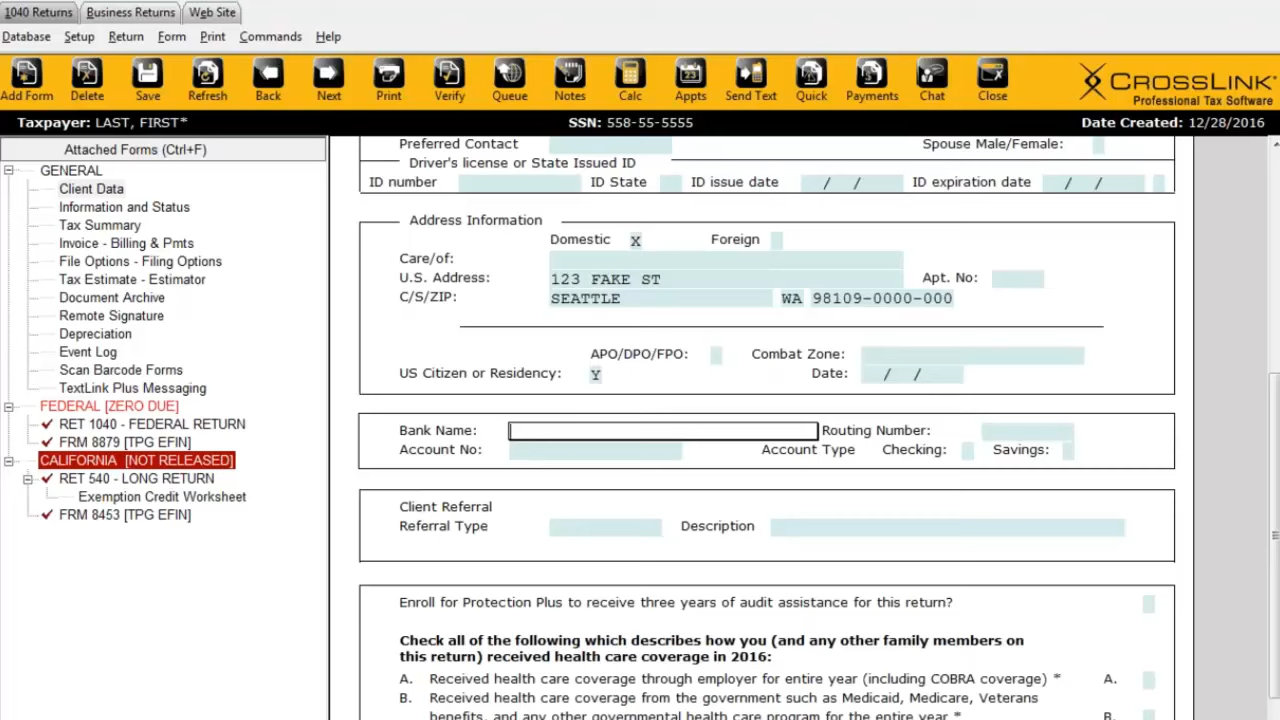 1040 Returns Business Returns Web Site
Database Setup Return Form Print Commands Help
Add Form Delete Save Refresh Back Next Print Verify Queue Notes Calc Appts Send Text Quick Payments Chat Close
CROSSLINK
Professional Tax Software
Taxpayer: LAST, FIRST* SSN: 558-55-5555 Date Created: 12/28/2016
Attached Forms (Ctrl+F)
GENERAL
Client Data
Information and Status
Tax Summary
Invoice - Billing & Pmts
File Options - Filing Options
Tax Estimate - Estimator
Document Archive
Remote Signature
Depreciation
Event Log
Scan Barcode Forms
TextLink Plus Messaging
FEDERAL [ZERO DUE]
RET 1040 - FEDERAL RETURN
FRM 8879 [TPG EFIN]
CALIFORNIA [NOT RELEASED]
RET 540 - LONG RETURN
Exemption Credit Worksheet
FRM 8453 [TPG EFIN]
Preferred Contact Spouse Male/Female:
Driver's license or State Issued ID
ID number ID State ID issue date / / ID expiration date / /
Address Information
Domestic X Foreign
Care/of:
U.S. Address: 123 FAKE ST Apt. No:
C/S/ZIP: SEATTLE WA 98109-0000-000
APO/DPO/FPO: Combat Zone:
US Citizen or Residency: Y Date: / /
Bank Name: Routing Number:
Account No: Account Type Checking: Savings:
Client Referral
Referral Type Description
Enroll for Protection Plus to receive three years of audit assistance for this return?
Check all of the following which describes how you (and any other family members on
this return) received health care coverage in 2016:
A. Received health care coverage through employer for entire year (including COBRA coverage) * A.
B. Received health care coverage from the government such as Medicaid, Medicare, Veterans
benefits, and any other governmental health care program for the entire year * B.